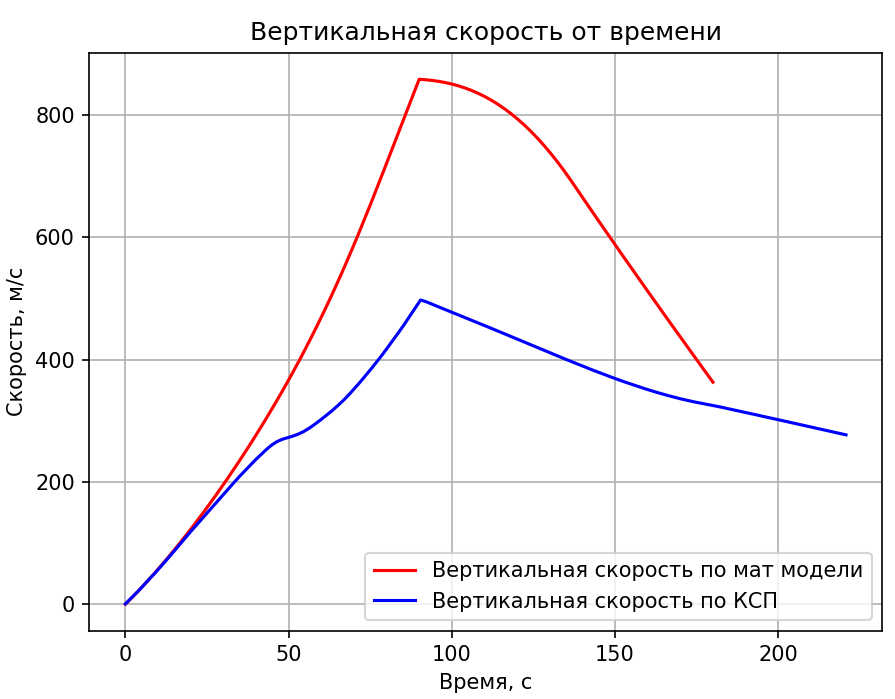 Вертикальная скорость от времени
Скорость, м/с
800
600
400
200
0
Вертикальная скорость по мат модели
Вертикальная скорость по КСП
0 50 100 150 200
Время, с